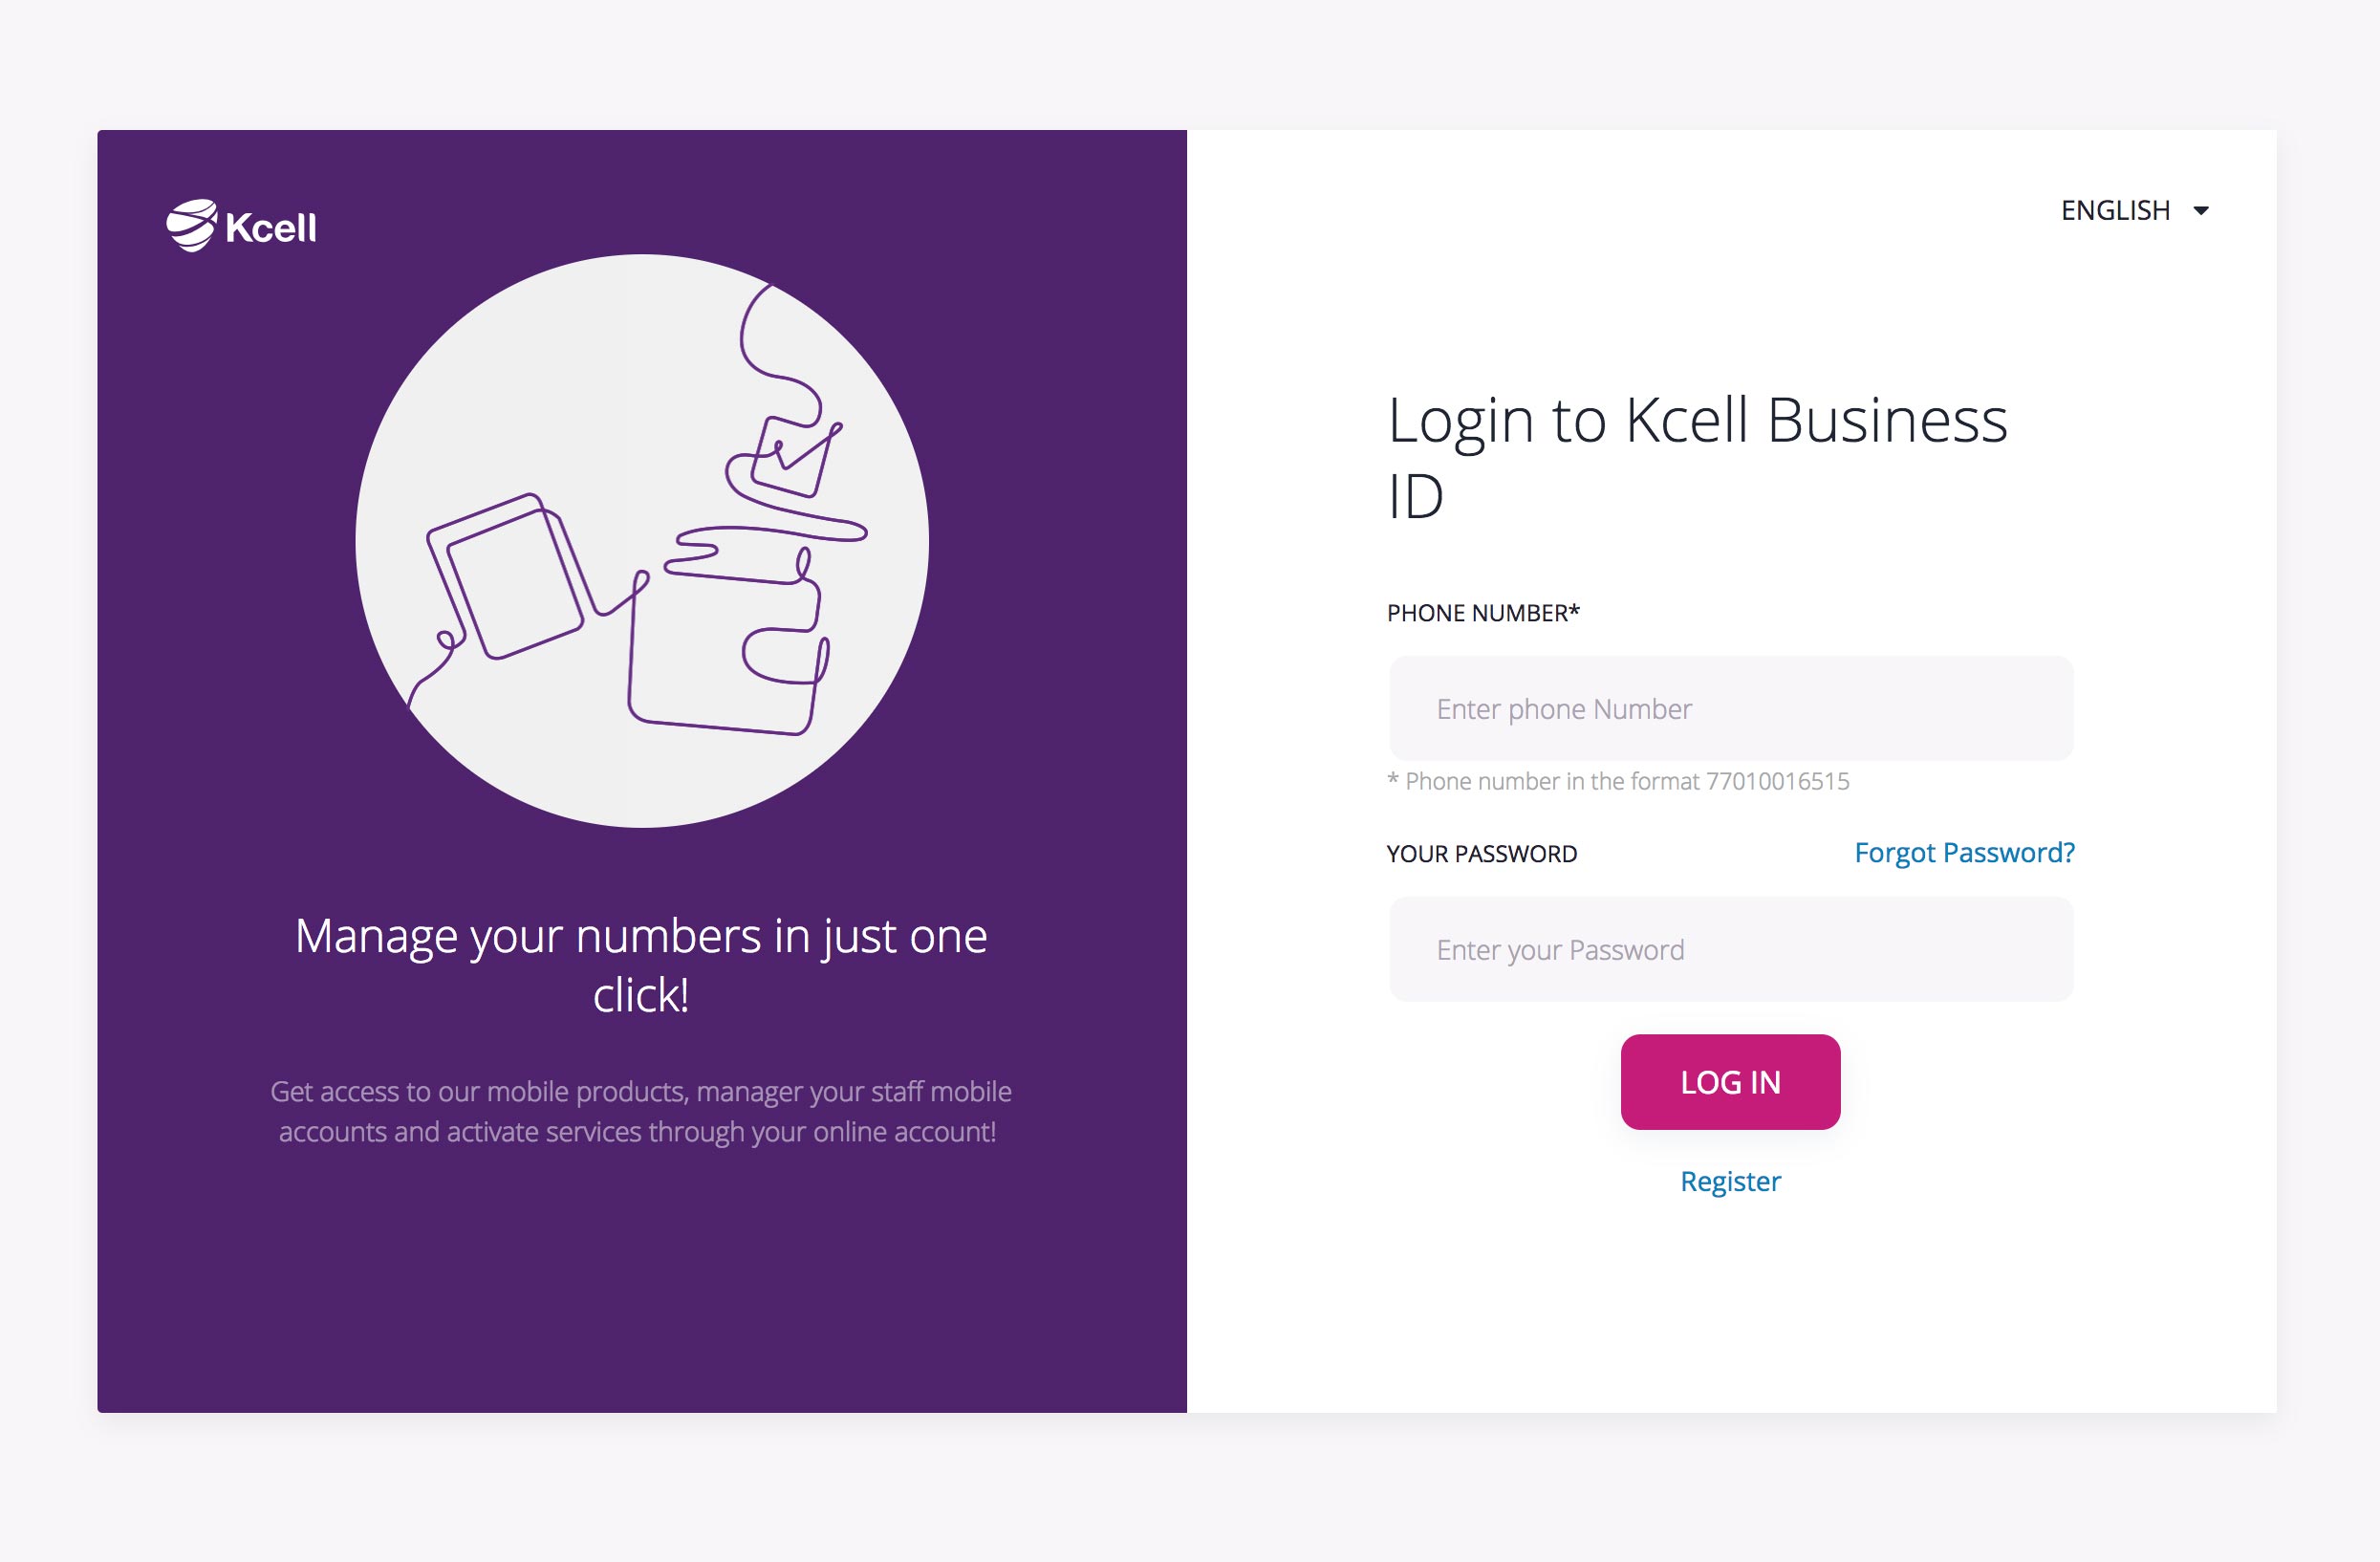 Kcell
Manage your numbers in just one
click!
Get access to our mobile products, manager your staff mobile
accounts and activate services through your online account!
ENGLISH
Login to Kcell Business
ID
PHONE NUMBER*
Enter phone Number
* Phone number in the format 77010016515
YOUR PASSWORD
Forgot Password?
Enter your Password
LOG IN
Register